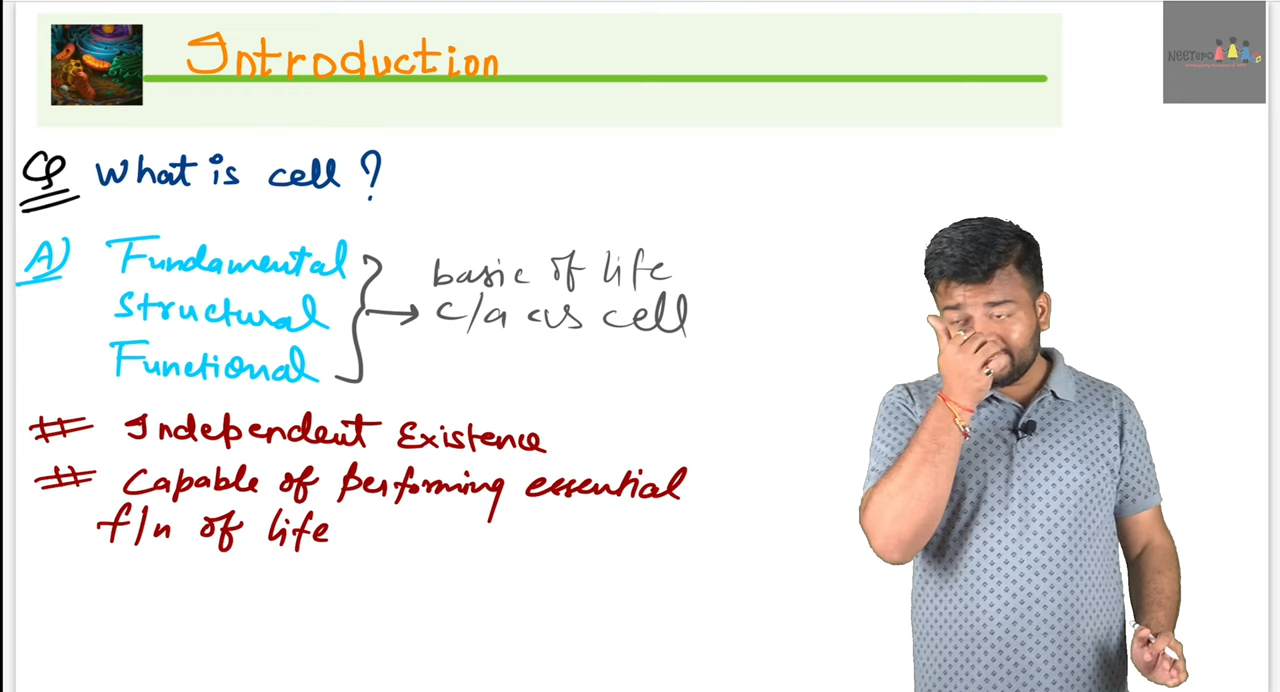 Introduction
NEETero
Q What is cell?
A) Fundamental
Structural
Functional
basic of life
c/a as cell
# Independent Existence
# Capable of performing essential
f/n of life